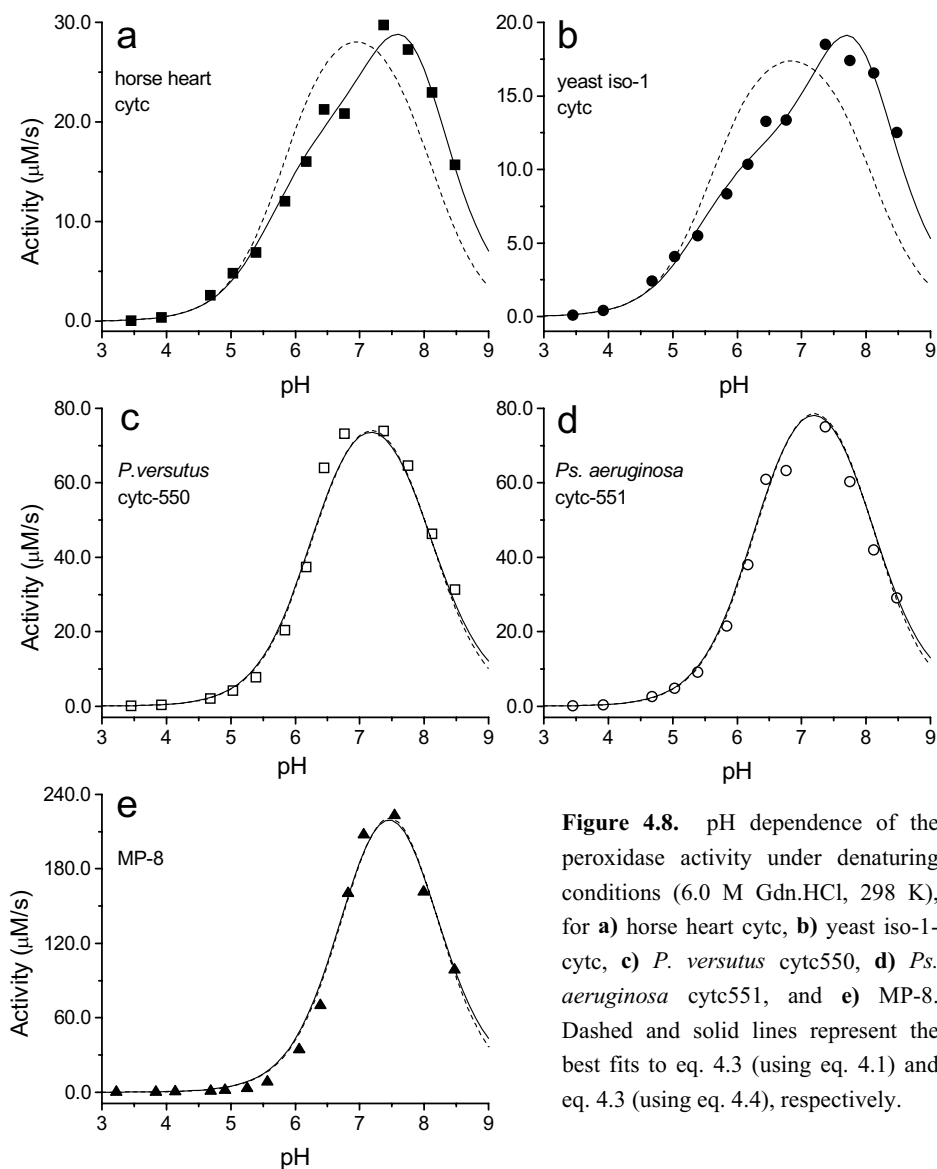 a
horse heart
cytc
Activity (μM/s)
30.0
20.0
10.0
0.0
3 4 5 6 7 8 9
pH
b
yeast iso-1
cytc
20.0
15.0
10.0
5.0
0.0
3 4 5 6 7 8 9
pH
c
P.versutus
cytc-550
Activity (μM/s)
80.0
60.0
40.0
20.0
0.0
3 4 5 6 7 8 9
pH
d
Ps. aeruginosa
cytc-551
80.0
60.0
40.0
20.0
0.0
3 4 5 6 7 8 9
pH
e
MP-8
Activity (μM/s)
240.0
180.0
120.0
60.0
0.0
3 4 5 6 7 8 9
pH
Figure 4.8. pH dependence of the
peroxidase activity under denaturing
conditions (6.0 M Gdn.HCl, 298 K),
for a) horse heart cytc, b) yeast iso-1-
cytc, c) P. versutus cytc550, d) Ps.
aeruginosa cytc551, and e) MP-8.
Dashed and solid lines represent the
best fits to eq. 4.3 (using eq. 4.1) and
eq. 4.3 (using eq. 4.4), respectively.